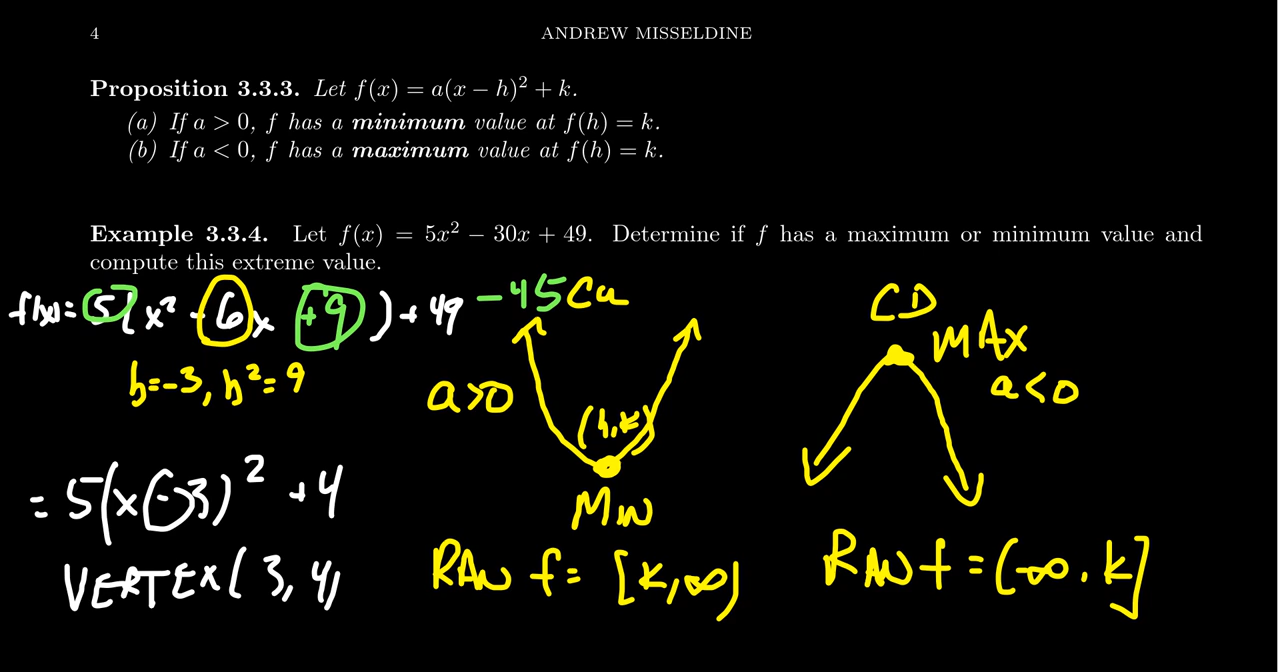 4 ANDREW MISSELDINE
Proposition 3.3.3. Let f(x) = a(x − h)² + k.
(a) If a > 0, f has a minimum value at f(h) = k.
(b) If a < 0, f has a maximum value at f(h) = k.
Example 3.3.4. Let f(x) = 5x² − 30x + 49. Determine if f has a maximum or minimum value and
compute this extreme value.
f(x) = 5(x² - 6x + 9) + 49 - 45
b = -3, b² = 9
= 5(x - 3)² + 4
VERTEX (3, 4)
CU
a > 0
(h, k)
MIN
RAN f = [k, ∞)
CD
MAX
a < 0
RAN f = (-∞, k]